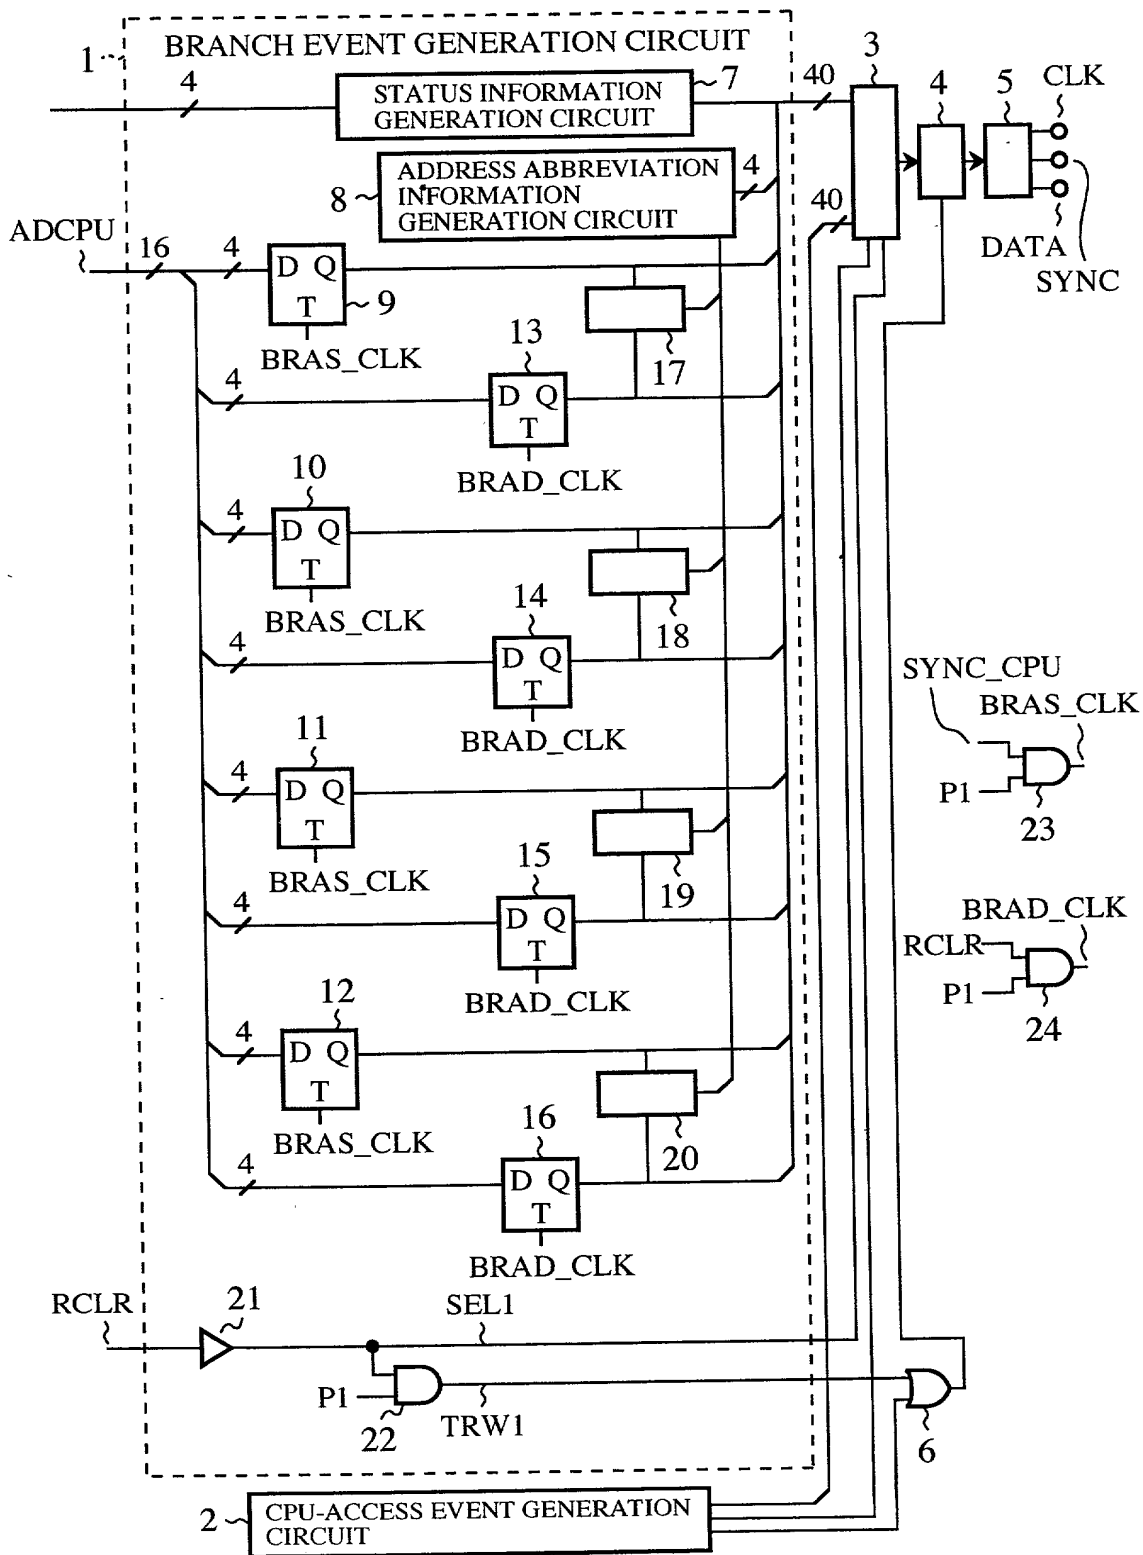 BRANCH EVENT GENERATION CIRCUIT
1
4
STATUS INFORMATION
GENERATION CIRCUIT
7
40
3
4
5
CLK
ADDRESS ABBREVIATION
INFORMATION
GENERATION CIRCUIT
8
4
40
DATA
SYNC
ADCPU
16
4
D Q
T
9
BRAS_CLK
17
4
13
D Q
T
BRAD_CLK
10
4
D Q
T
BRAS_CLK
18
4
14
D Q
T
BRAD_CLK
SYNC_CPU
BRAS_CLK
P1
23
11
4
D Q
T
BRAS_CLK
19
4
15
D Q
T
BRAD_CLK
BRAD_CLK
RCLR
P1
24
12
4
D Q
T
BRAS_CLK
20
4
16
D Q
T
BRAD_CLK
RCLR
21
SEL1
P1
22
TRW1
6
2
CPU-ACCESS EVENT GENERATION
CIRCUIT